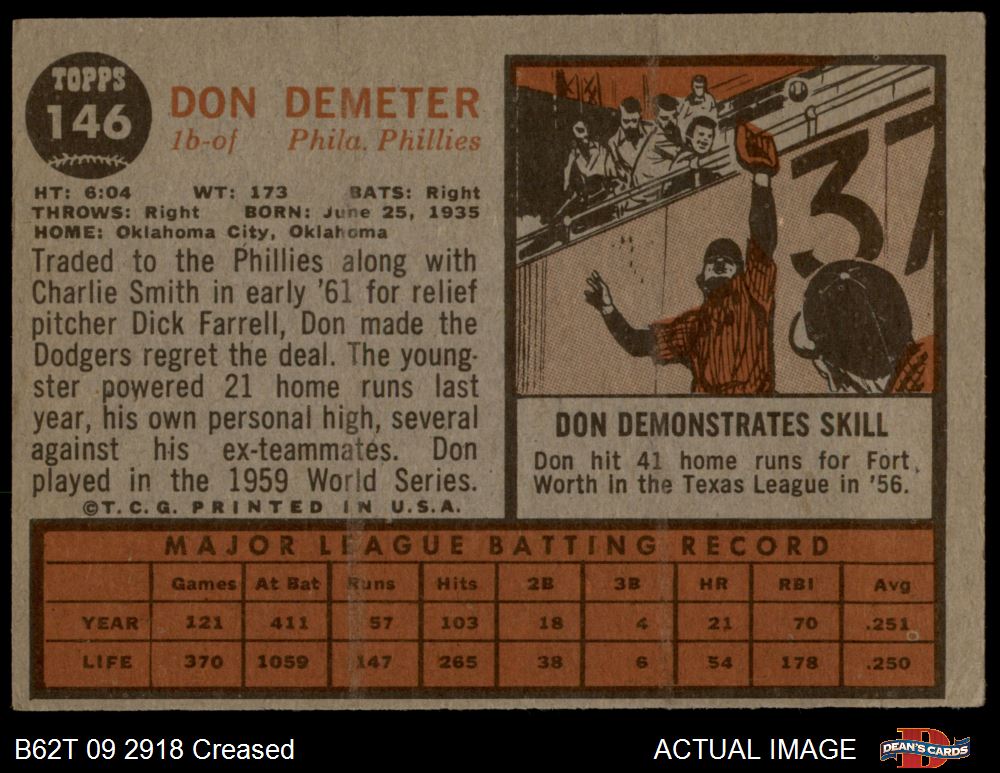 TOPPS
146
DON DEMETER
1b-of Phila. Phillies
HT: 6:04 WT: 173 BATS: Right
THROWS: Right BORN: June 25, 1935
HOME: Oklahoma City, Oklahoma
Traded to the Phillies along with
Charlie Smith in early '61 for relief
pitcher Dick Farrell, Don made the
Dodgers regret the deal. The young-
ster powered 21 home runs last
year, his own personal high, several
against his ex-teammates. Don
played in the 1959 World Series.
©T.C.G. PRINTED IN U.S.A.
37
DON DEMONSTRATES SKILL
Don hit 41 home runs for Fort
Worth in the Texas League in '56.
MAJOR LEAGUE BATTING RECORD
Games At Bat Runs Hits 2B 3B HR RBI Avg
YEAR 121 411 57 103 18 4 21 70 .251
LIFE 370 1059 147 265 38 6 54 178 .250
B62T 09 2918 Creased
ACTUAL IMAGE
D
DEAN'S CARDS